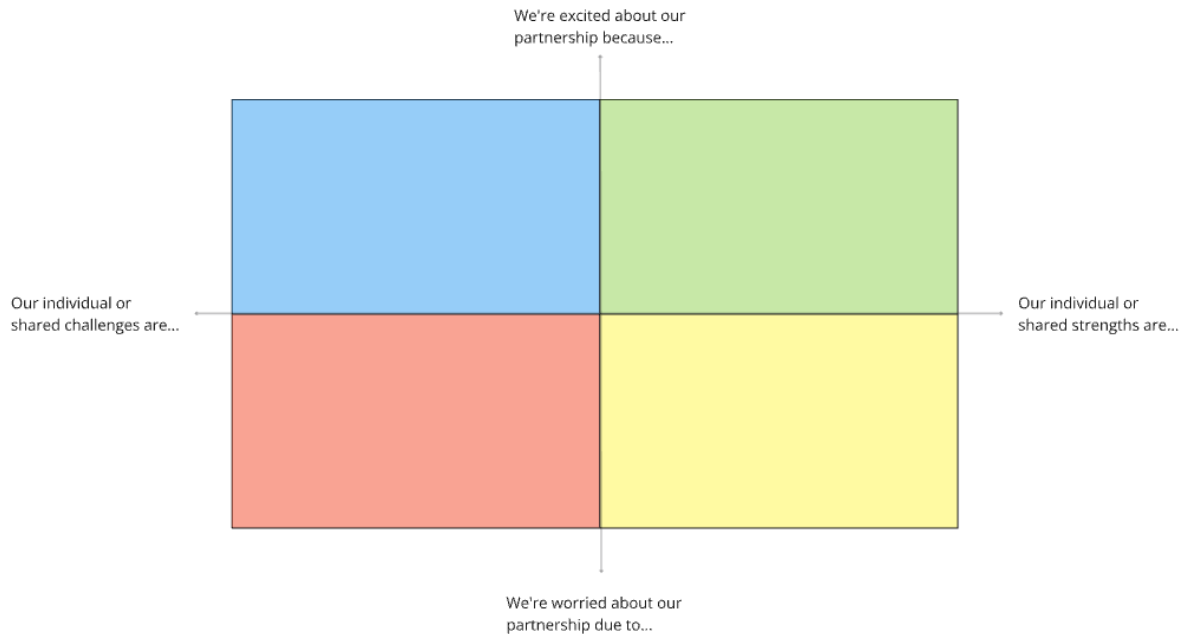 We're excited about our
partnership because...
Our individual or
shared challenges are...
Our individual or
shared strengths are...
We're worried about our
partnership due to...